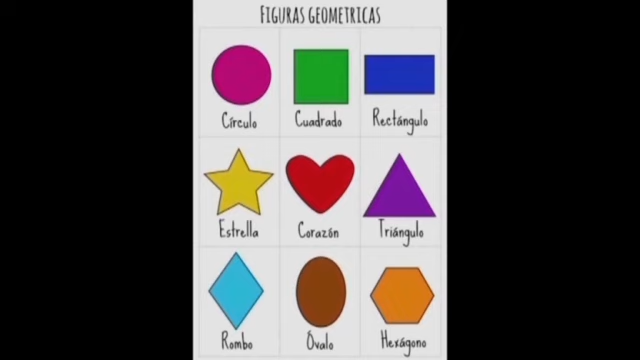 FIGURAS GEOMETRICAS
Círculo
Cuadrado
Rectángulo
Estrella
Corazón
Triángulo
Rombo
Óvalo
Hexágono